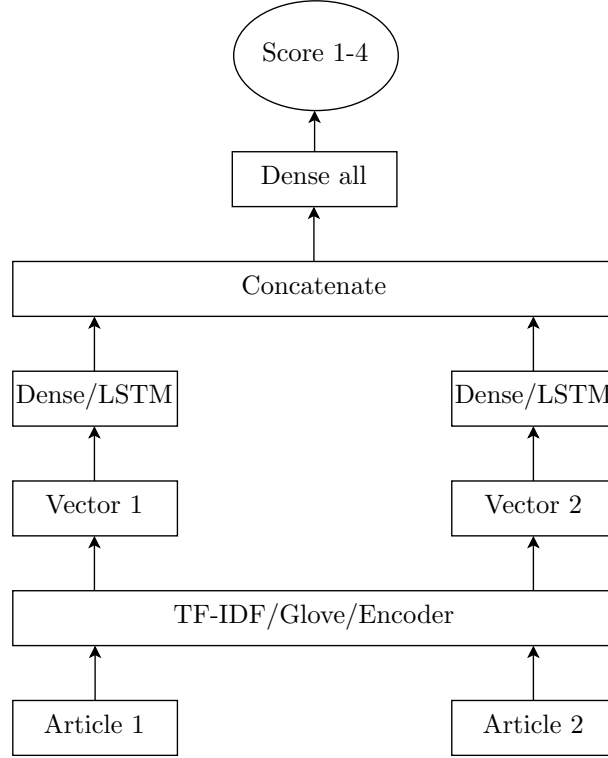 Score 1-4
Dense all
Concatenate
Dense/LSTM
Dense/LSTM
Vector 1
Vector 2
TF-IDF/Glove/Encoder
Article 1
Article 2